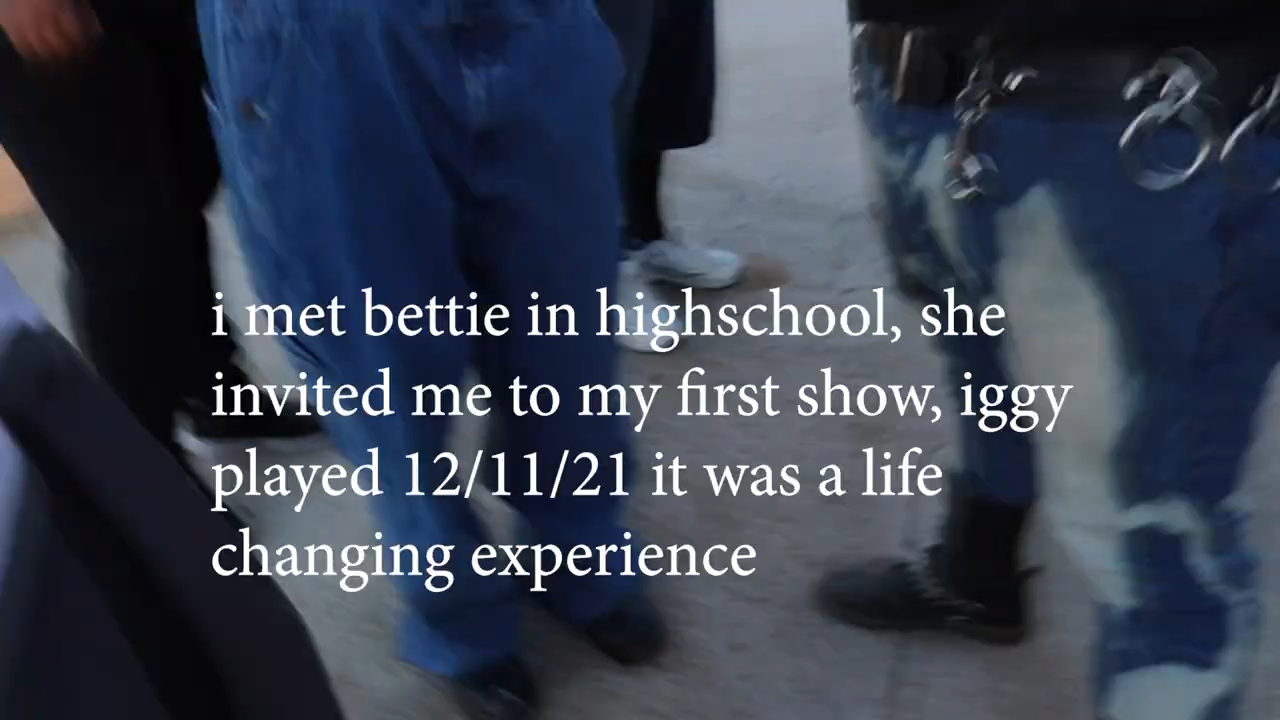 i met bettie in highschool, she
invited me to my first show, iggy
played 12/11/21 it was a life
changing experience